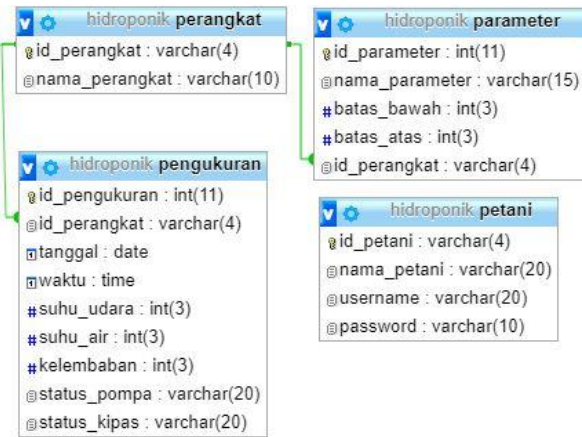 hidroponik perangkat
id_perangkat : varchar(4)
nama_perangkat : varchar(10)
hidroponik parameter
id_parameter : int(11)
nama_parameter : varchar(15)
# batas_bawah : int(3)
# batas_atas : int(3)
id_perangkat : varchar(4)
hidroponik pengukuran
id_pengukuran : int(11)
id_perangkat : varchar(4)
tanggal : date
waktu : time
# suhu_udara : int(3)
# suhu_air : int(3)
# kelembaban : int(3)
status_pompa : varchar(20)
status_kipas : varchar(20)
hidroponik petani
id_petani : varchar(4)
nama_petani : varchar(20)
username : varchar(20)
password : varchar(10)